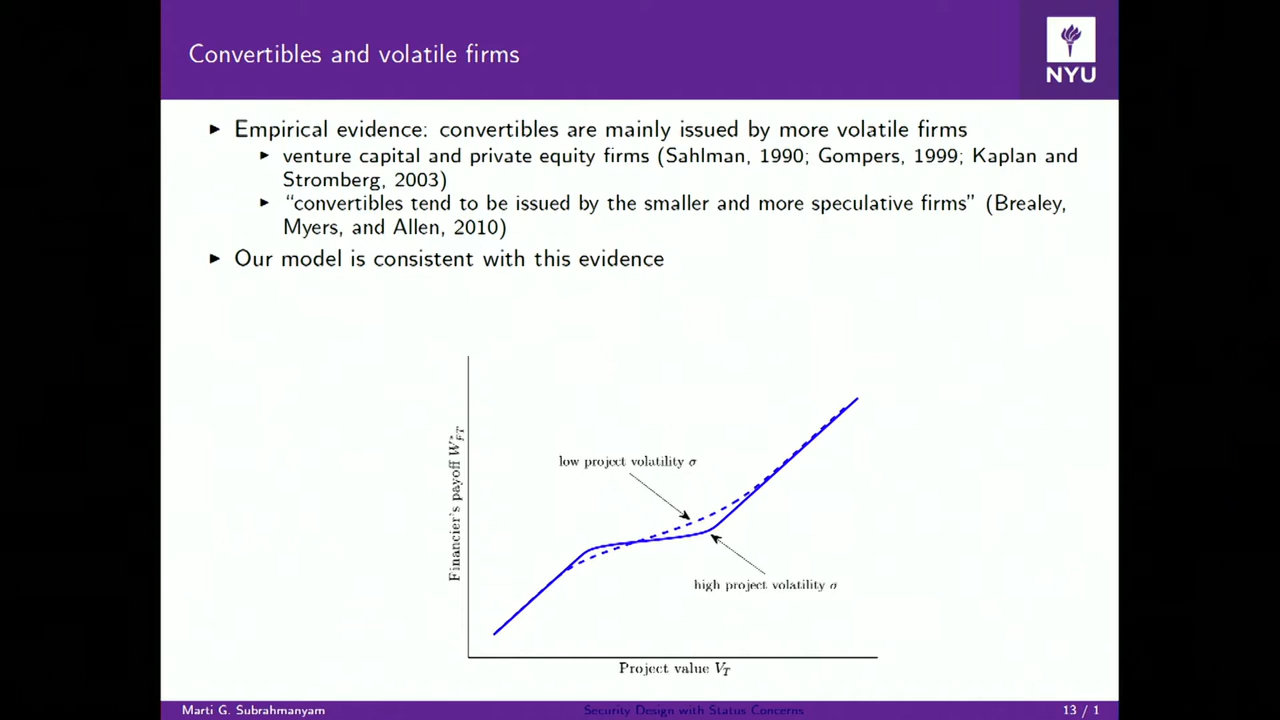 Convertibles and volatile firms
NYU
► Empirical evidence: convertibles are mainly issued by more volatile firms
► venture capital and private equity firms (Sahlman, 1990; Gompers, 1999; Kaplan and
Stromberg, 2003)
► “convertibles tend to be issued by the smaller and more speculative firms” (Brealey,
Myers, and Allen, 2010)
► Our model is consistent with this evidence
Financier's payoff W*FT
low project volatility σ
high project volatility σ
Project value VT
Marti G. Subrahmanyam
Security Design with Status Concerns
13 / 1